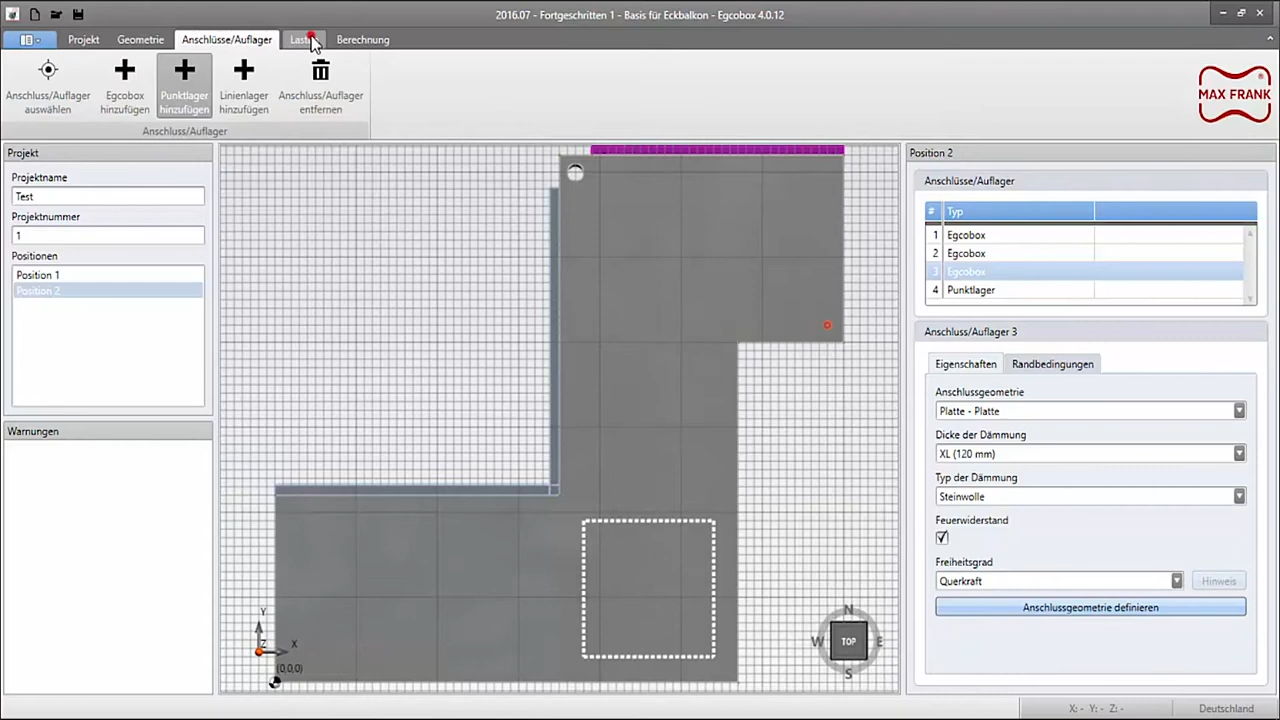 2016.07 - Fortgeschritten 1 - Basis für Eckbalkon - Egcobox 4.0.12
Projekt
Geometrie
Anschlüsse/Auflager
Berechnung
Anschluss/Auflager auswählen
Egcobox hinzufügen
Punktlager hinzufügen
Linienlager hinzufügen
Anschluss/Auflager entfernen
Anschluss/Auflager
MAX FRANK
Projekt
Projektname
Test
Projektnummer
1
Positionen
Position 1
Position 2
Warnungen
Y
Z
X
(0,0,0)
N
W
TOP
E
S
Position 2
Anschlüsse/Auflager
# Typ
1 Egcobox
2 Egcobox
3 Egcobox
4 Punktlager
Anschluss/Auflager 3
Eigenschaften
Randbedingungen
Anschlussgeometrie
Platte - Platte
Dicke der Dämmung
XL (120 mm)
Typ der Dämmung
Steinwolle
Feuerwiderstand
Freiheitsgrad
Querkraft
Hinweis
Anschlussgeometrie definieren
X: - Y: - Z: -
Deutschland